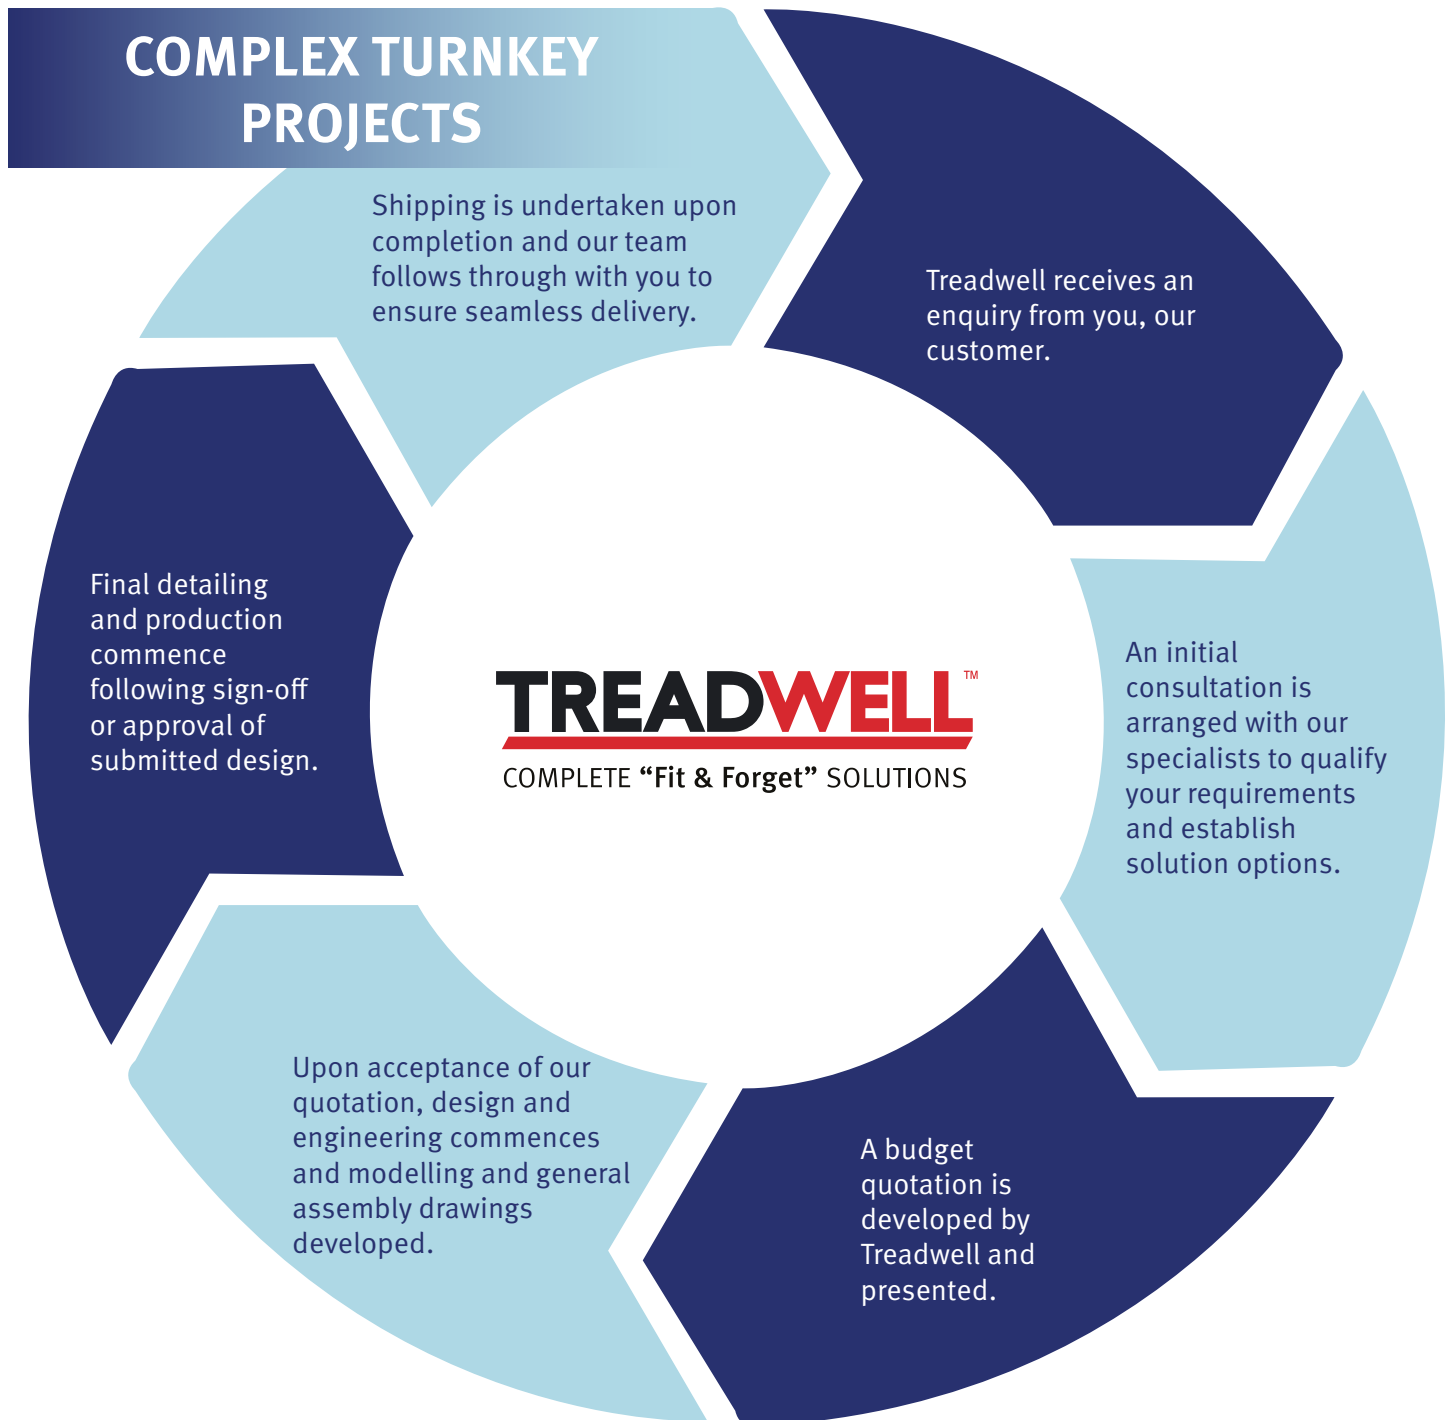 COMPLEX TURNKEY
PROJECTS
Shipping is undertaken upon
completion and our team
follows through with you to
ensure seamless delivery.
Treadwell receives an
enquiry from you, our
customer.
An initial
consultation is
arranged with our
specialists to qualify
your requirements
and establish
solution options.
A budget
quotation is
developed by
Treadwell and
presented.
Upon acceptance of our
quotation, design and
engineering commences
and modelling and general
assembly drawings
developed.
Final detailing
and production
commence
following sign-off
or approval of
submitted design.
TREADWELL™
COMPLETE “Fit & Forget” SOLUTIONS